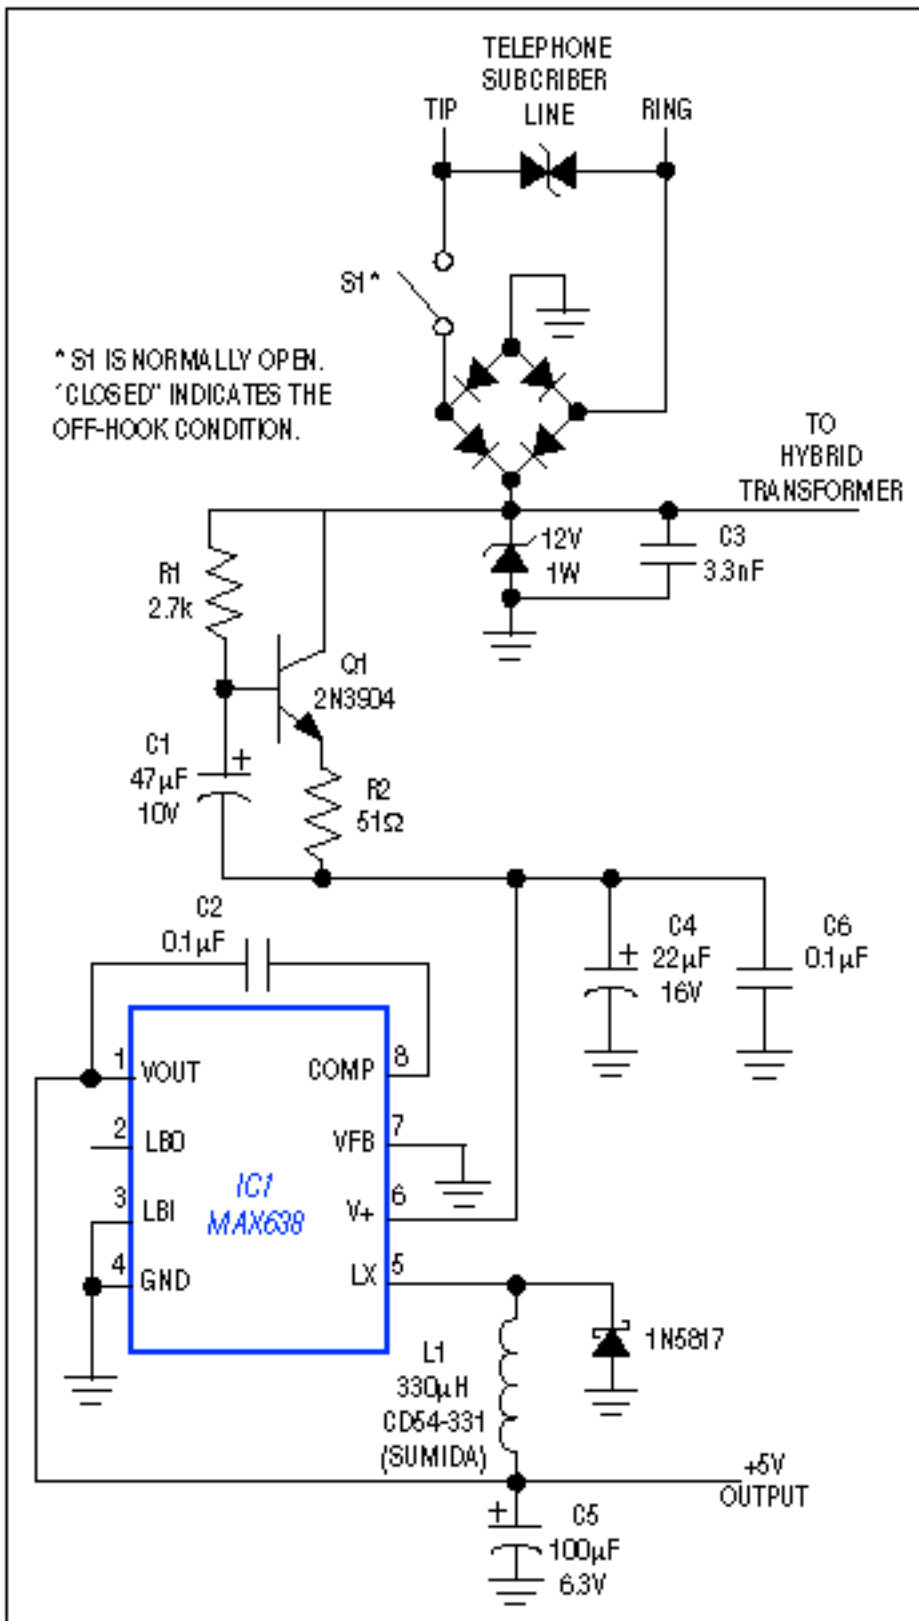 TELEPHONE
SUBCRIBER
LINE
TIP
RING
S1*
* S1 IS NORMALLY OPEN.
"CLOSED" INDICATES THE
OFF-HOOK CONDITION.
TO
HYBRID
TRANSFORMER
R1
2.7k
12V
1W
C3
3.3nF
Q1
2N3904
C1
+
47µF
10V
R2
51Ω
C2
0.1µF
C4
+
22µF
16V
C6
0.1µF
1
VOUT
COMP
8
2
LBO
VFB
7
3
LBI
V+
6
4
GND
LX
5
IC1
MAX638
L1
330µH
CD54-331
(SUMIDA)
1N5817
+5V
OUTPUT
+
C5
100µF
6.3V